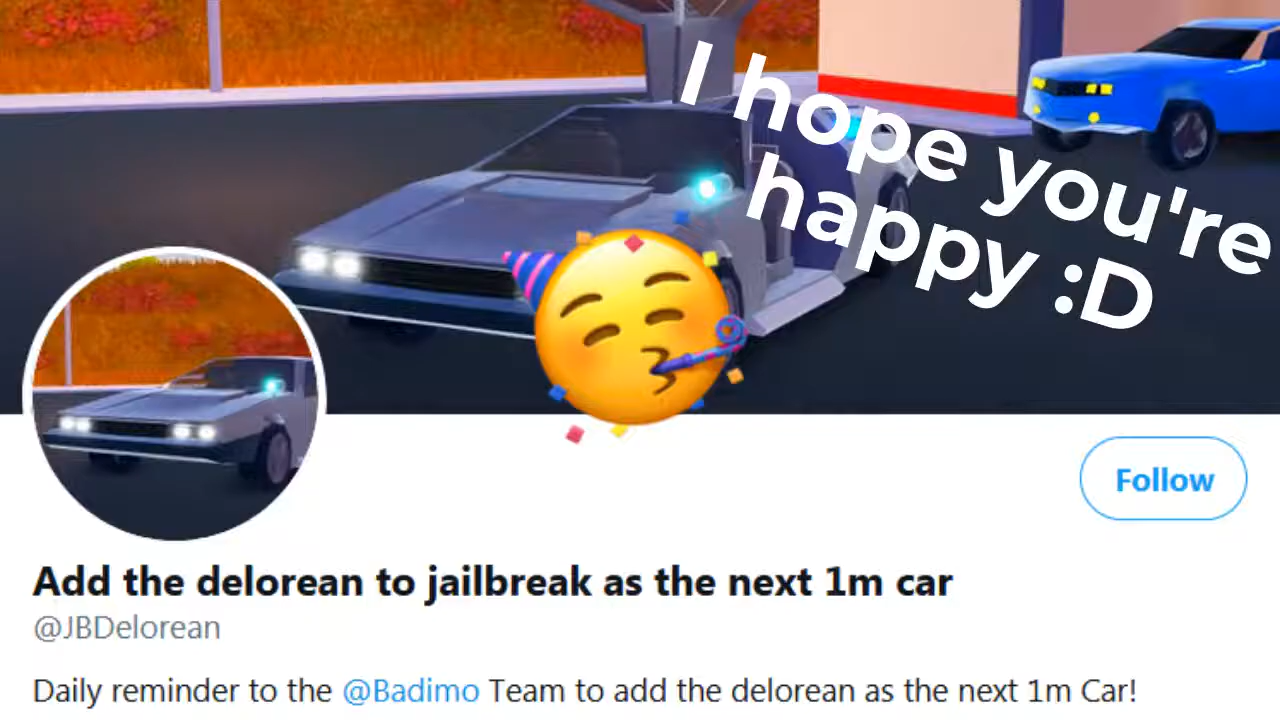 I hope you're
happy :D
Follow
Add the delorean to jailbreak as the next 1m car
@JBDelorean
Daily reminder to the @Badimo Team to add the delorean as the next 1m Car!